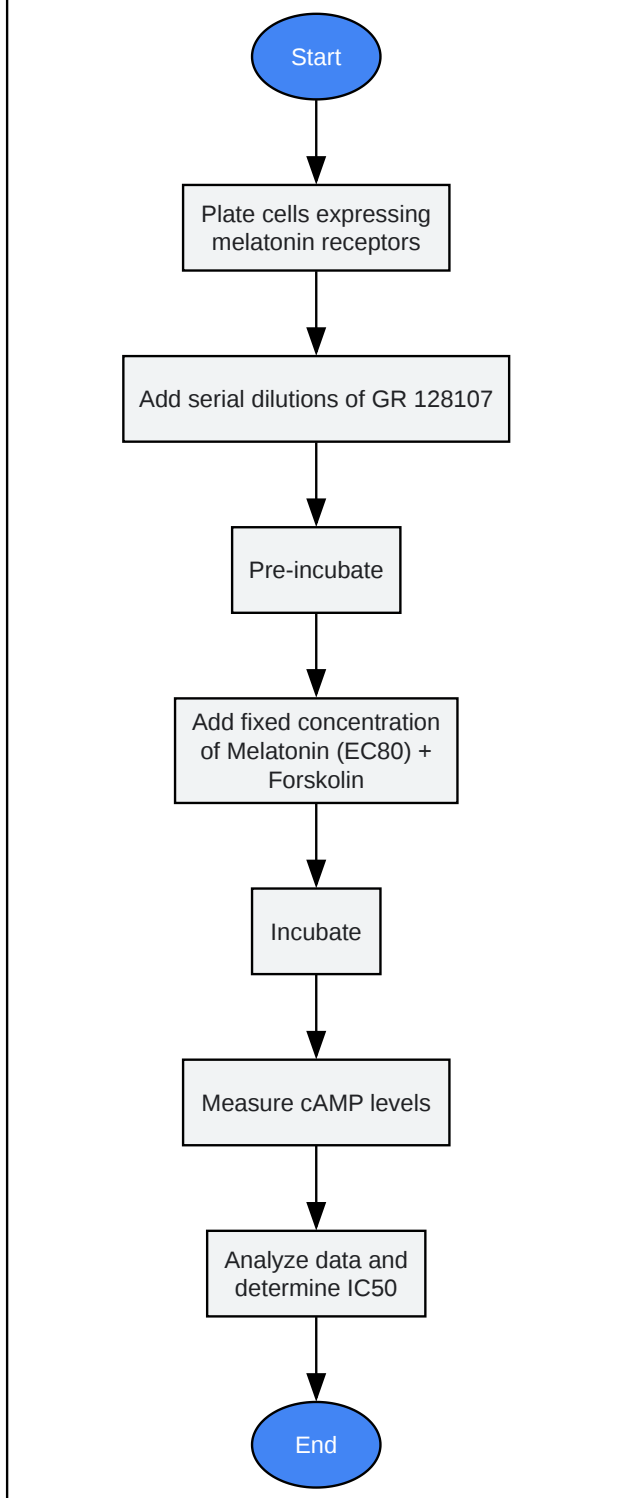 Start
Plate cells expressing
melatonin receptors
Add serial dilutions of GR 128107
Pre-incubate
Add fixed concentration
of Melatonin (EC80) +
Forskolin
Incubate
Measure cAMP levels
Analyze data and
determine IC50
End